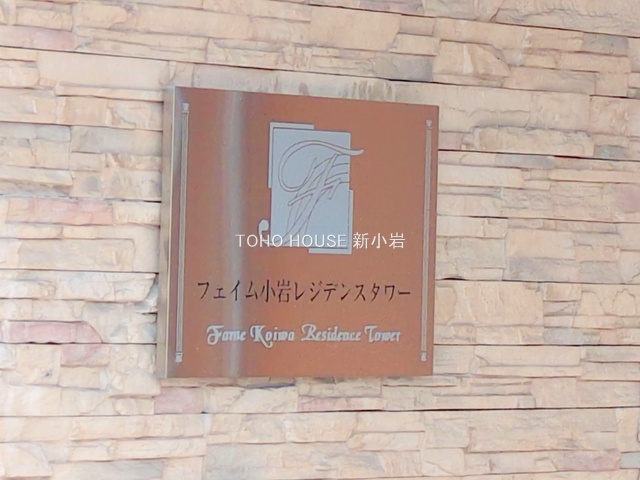 TOHO HOUSE 新小岩
フェイム小岩レジデンスタワー
Fame Koiwa Residence Tower